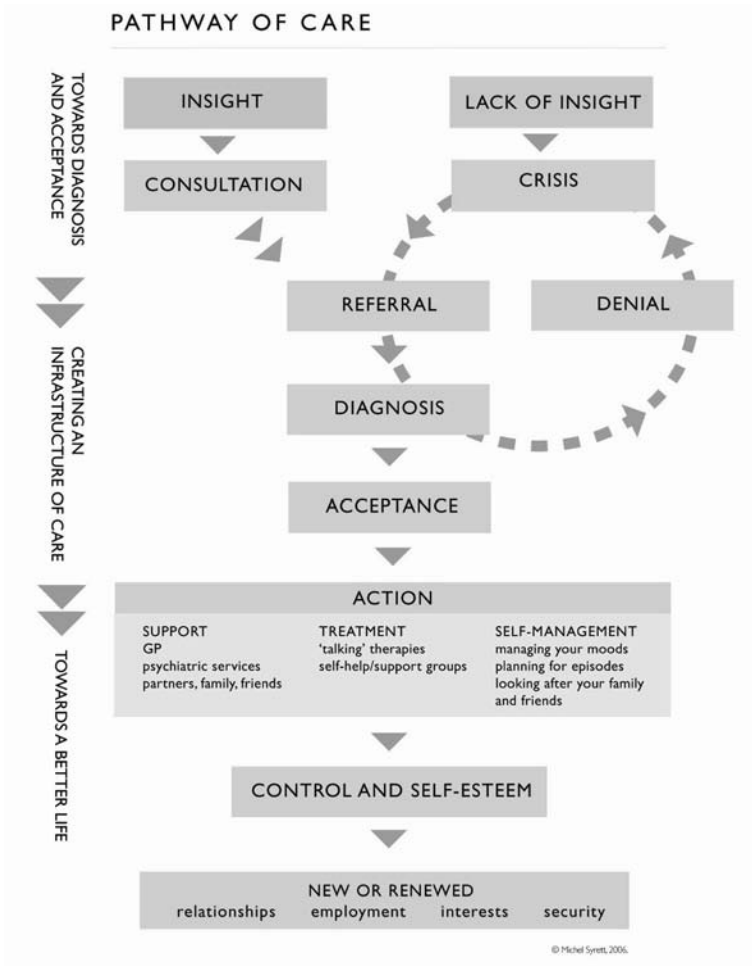 PATHWAY OF CARE
TOWARDS DIAGNOSIS
AND ACCEPTANCE
INSIGHT
LACK OF INSIGHT
CONSULTATION
CRISIS
REFERRAL
DENIAL
CREATING AN
INFRASTRUCTURE OF CARE
DIAGNOSIS
ACCEPTANCE
ACTION
SUPPORT
GP
psychiatric services
partners, family, friends
TREATMENT
‘talking’ therapies
self-help/support groups
SELF-MANAGEMENT
managing your moods
planning for episodes
looking after your family
and friends
TOWARDS A BETTER LIFE
CONTROL AND SELF-ESTEEM
NEW OR RENEWED
relationships employment interests security
© Michel Syrett, 2006.